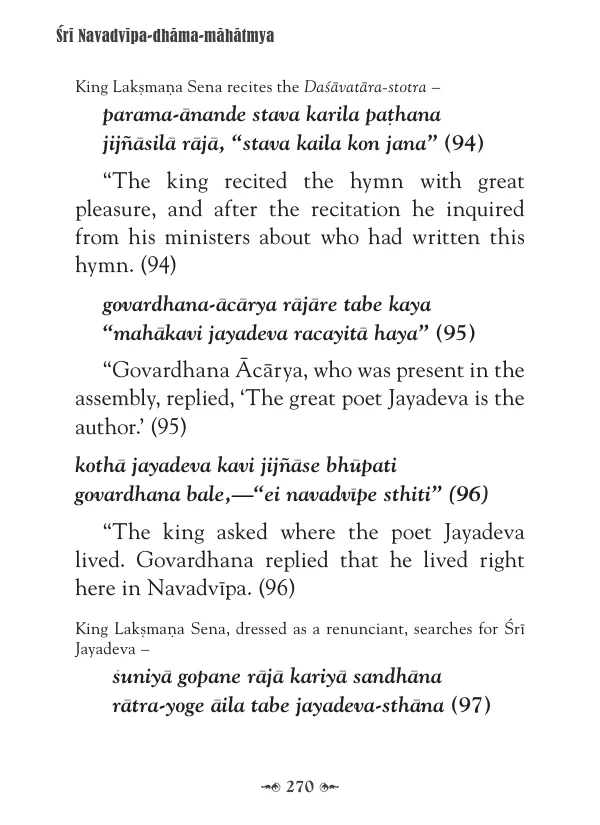 Śrī Navadvīpa-dhāma-māhātmya
King Lakṣmaṇa Sena recites the Daśāvatāra-stotra –
parama-ānande stava karila paṭhana
jijñāsilā rājā, “stava kaila kon jana” (94)
“The king recited the hymn with great
pleasure, and after the recitation he inquired
from his ministers about who had written this
hymn. (94)
govardhana-ācārya rājāre tabe kaya
“mahākavi jayadeva racayitā haya” (95)
“Govardhana Ācārya, who was present in the
assembly, replied, ‘The great poet Jayadeva is the
author.’ (95)
kothā jayadeva kavi jijñāse bhūpati
govardhana bale,—“ei navadvīpe sthiti” (96)
“The king asked where the poet Jayadeva
lived. Govardhana replied that he lived right
here in Navadvīpa. (96)
King Lakṣmaṇa Sena, dressed as a renunciant, searches for Śrī
Jayadeva –
śuniyā gopane rājā kariyā sandhāna
rātra-yoge āila tabe jayadeva-sthāna (97)
270